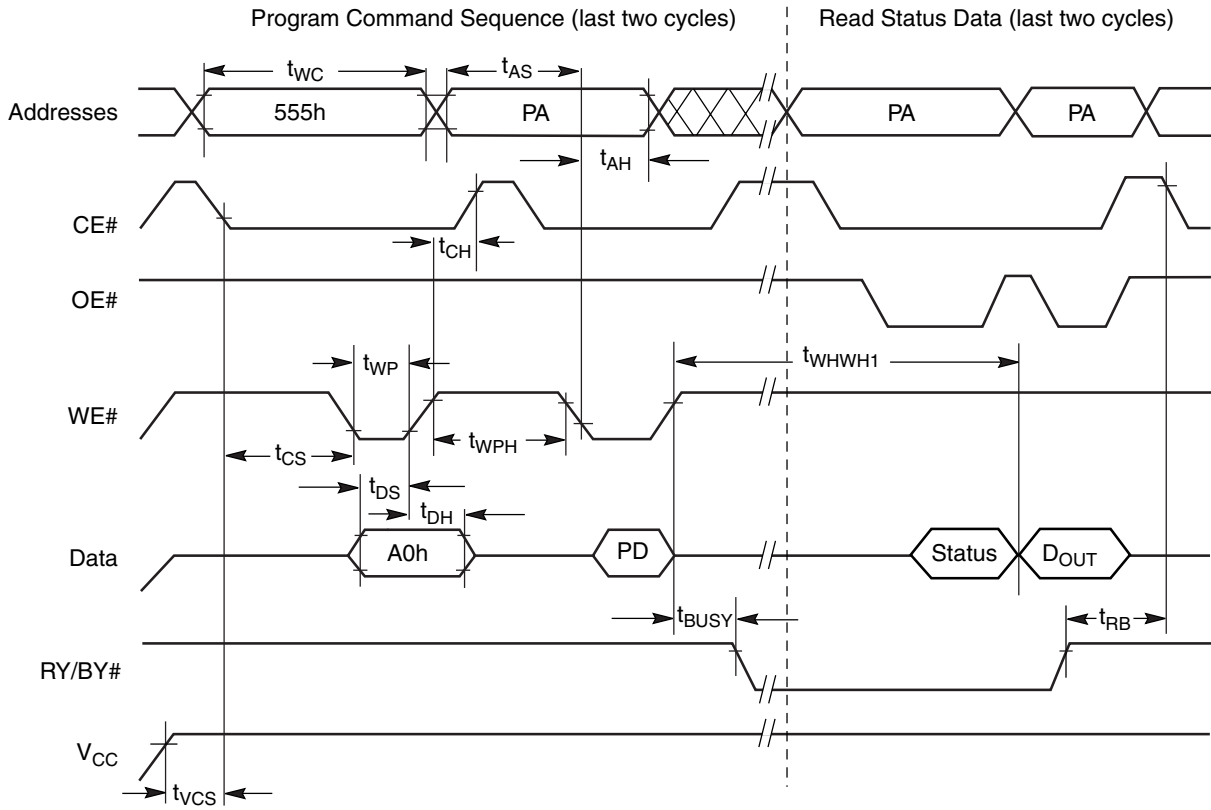 Program Command Sequence (last two cycles)
Read Status Data (last two cycles)
tWC
tAS
Addresses
555h
PA
PA
PA
tAH
CE#
tCH
OE#
tWP
tWHWH1
WE#
tCS
tWPH
tDS
tDH
Data
A0h
PD
Status
DOUT
tBUSY
tRB
RY/BY#
VCC
tVCS